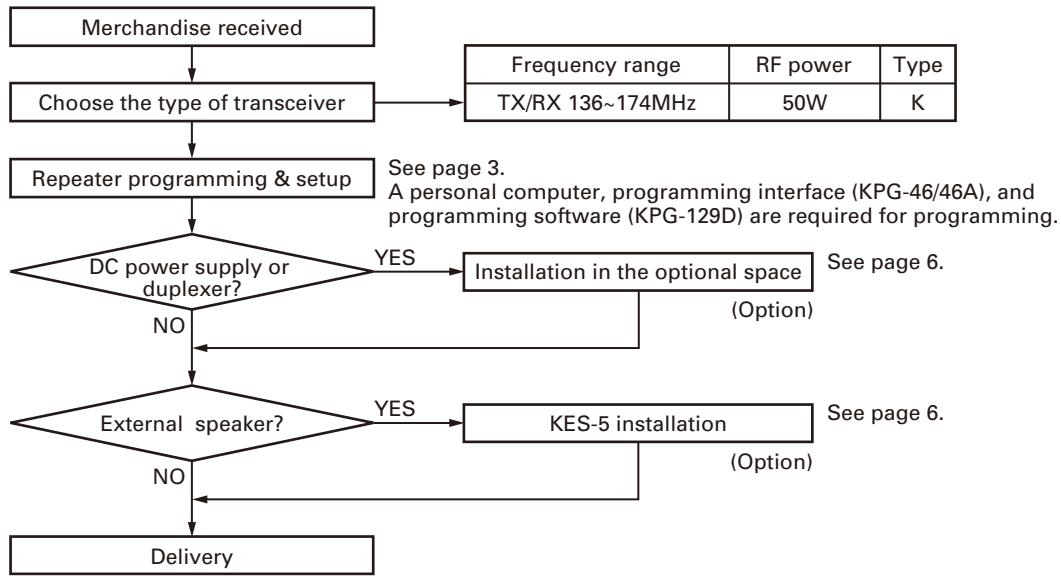 Merchandise received
Choose the type of transceiver
Frequency range RF power Type
TX/RX 136~174MHz 50W K
Repeater programming & setup
See page 3.
A personal computer, programming interface (KPG-46/46A), and
programming software (KPG-129D) are required for programming.
DC power supply or
duplexer?
YES
Installation in the optional space
See page 6.
(Option)
NO
External speaker?
YES
KES-5 installation
See page 6.
(Option)
NO
Delivery